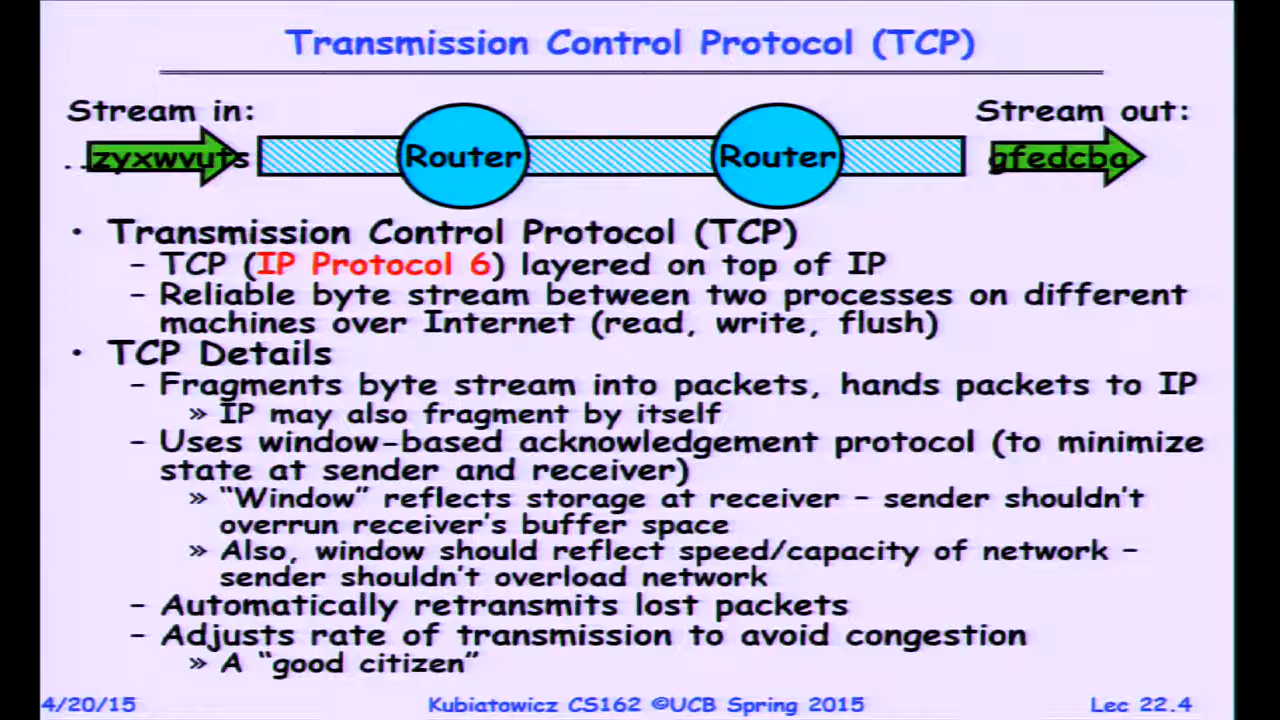 Transmission Control Protocol (TCP)
Stream in:
Stream out:
..zyxwvuts
Router
Router
gfedcba
• Transmission Control Protocol (TCP)
– TCP (IP Protocol 6) layered on top of IP
– Reliable byte stream between two processes on different
machines over Internet (read, write, flush)
• TCP Details
– Fragments byte stream into packets, hands packets to IP
» IP may also fragment by itself
– Uses window-based acknowledgement protocol (to minimize
state at sender and receiver)
» “Window” reflects storage at receiver – sender shouldn’t
overrun receiver’s buffer space
» Also, window should reflect speed/capacity of network –
sender shouldn’t overload network
– Automatically retransmits lost packets
– Adjusts rate of transmission to avoid congestion
» A “good citizen”
4/20/15
Kubiatowicz CS162 ©UCB Spring 2015
Lec 22.4